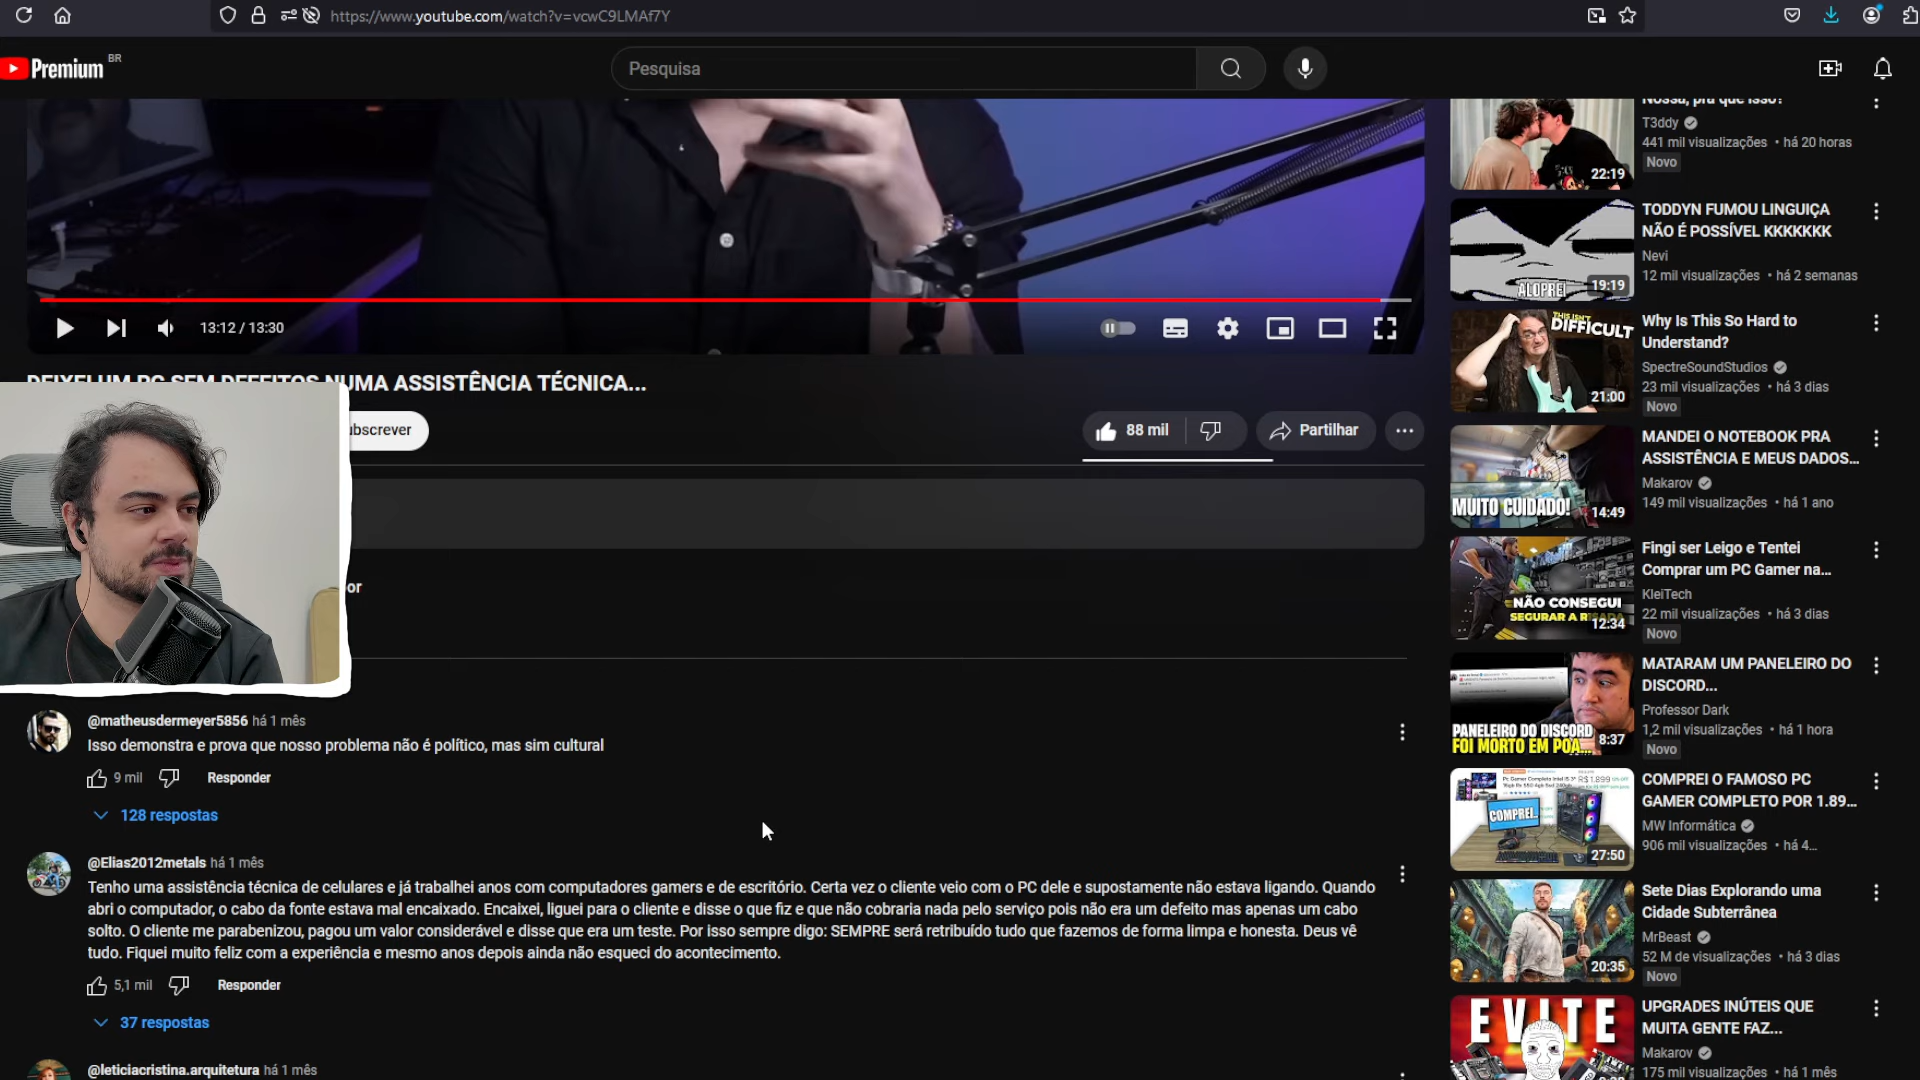 https://www.youtube.com/watch?v=vcwC9LMAf7Y
Premium BR
Pesquisa
13:12 / 13:30
DEIXEI UM PC SEM DEFEITOS NUMA ASSISTÊNCIA TÉCNICA...
ubscrever
88 mil
Partilhar
or
@matheusdermeyer5856 há 1 mês
Isso demonstra e prova que nosso problema não é político, mas sim cultural
9 mil
Responder
128 respostas
@Elias2012metals há 1 mês
Tenho uma assistência técnica de celulares e já trabalhei anos com computadores gamers e de escritório. Certa vez o cliente veio com o PC dele e supostamente não estava ligando. Quando
abri o computador, o cabo da fonte estava mal encaixado. Encaixei, liguei para o cliente e disse o que fiz e que não cobraria nada pelo serviço pois não era um defeito mas apenas um cabo
solto. O cliente me parabenizou, pagou um valor considerável e disse que era um teste. Por isso sempre digo: SEMPRE será retribuído tudo que fazemos de forma limpa e honesta. Deus vê
tudo. Fiquei muito feliz com a experiência e mesmo anos depois ainda não esqueci do acontecimento.
5,1 mil
Responder
37 respostas
@leticiacristina.arquitetura há 1 mês
Nossa, pra que isso?
T3ddy
441 mil visualizações • há 20 horas
Novo
22:19
TODDYN FUMOU LINGUIÇA
NÃO É POSSÍVEL KKKKKKK
Nevi
12 mil visualizações • há 2 semanas
ALOPREI
19:19
Why Is This So Hard to
Understand?
SpectreSoundStudios
23 mil visualizações • há 3 dias
Novo
THIS ISN'T
DIFFICULT
21:00
MANDEI O NOTEBOOK PRA
ASSISTÊNCIA E MEUS DADOS...
Makarov
149 mil visualizações • há 1 ano
MUITO CUIDADO!
14:49
Fingi ser Leigo e Tentei
Comprar um PC Gamer na...
KleiTech
22 mil visualizações • há 3 dias
Novo
NÃO CONSEGUI
SEGURAR A
12:34
MATARAM UM PANELEIRO DO
DISCORD...
Professor Dark
1,2 mil visualizações • há 1 hora
Novo
PANELEIRO DO DISCORD
FOI MORTO EM POA...
8:37
COMPREI O FAMOSO PC
GAMER COMPLETO POR 1.89...
MW Informática
906 mil visualizações • há 4...
R$ 1.899
COMPREI..
27:50
Sete Dias Explorando uma
Cidade Subterrânea
MrBeast
52 M de visualizações • há 3 dias
Novo
20:35
UPGRADES INÚTEIS QUE
MUITA GENTE FAZ...
Makarov
175 mil visualizações • há 1 mês
EVITE